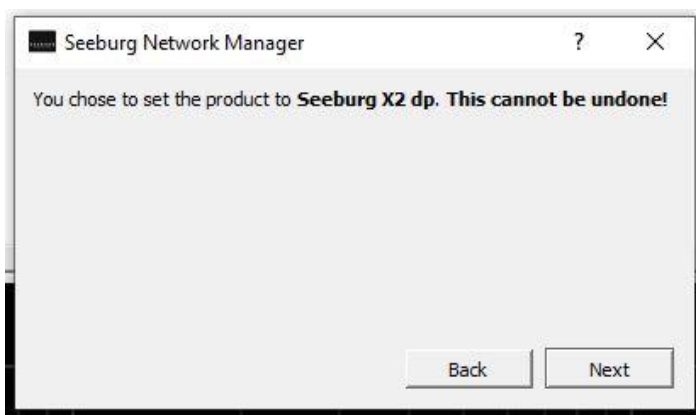 Seeburg Network Manager
You chose to set the product to Seeburg X2 dp. This cannot be undone!
Back
Next